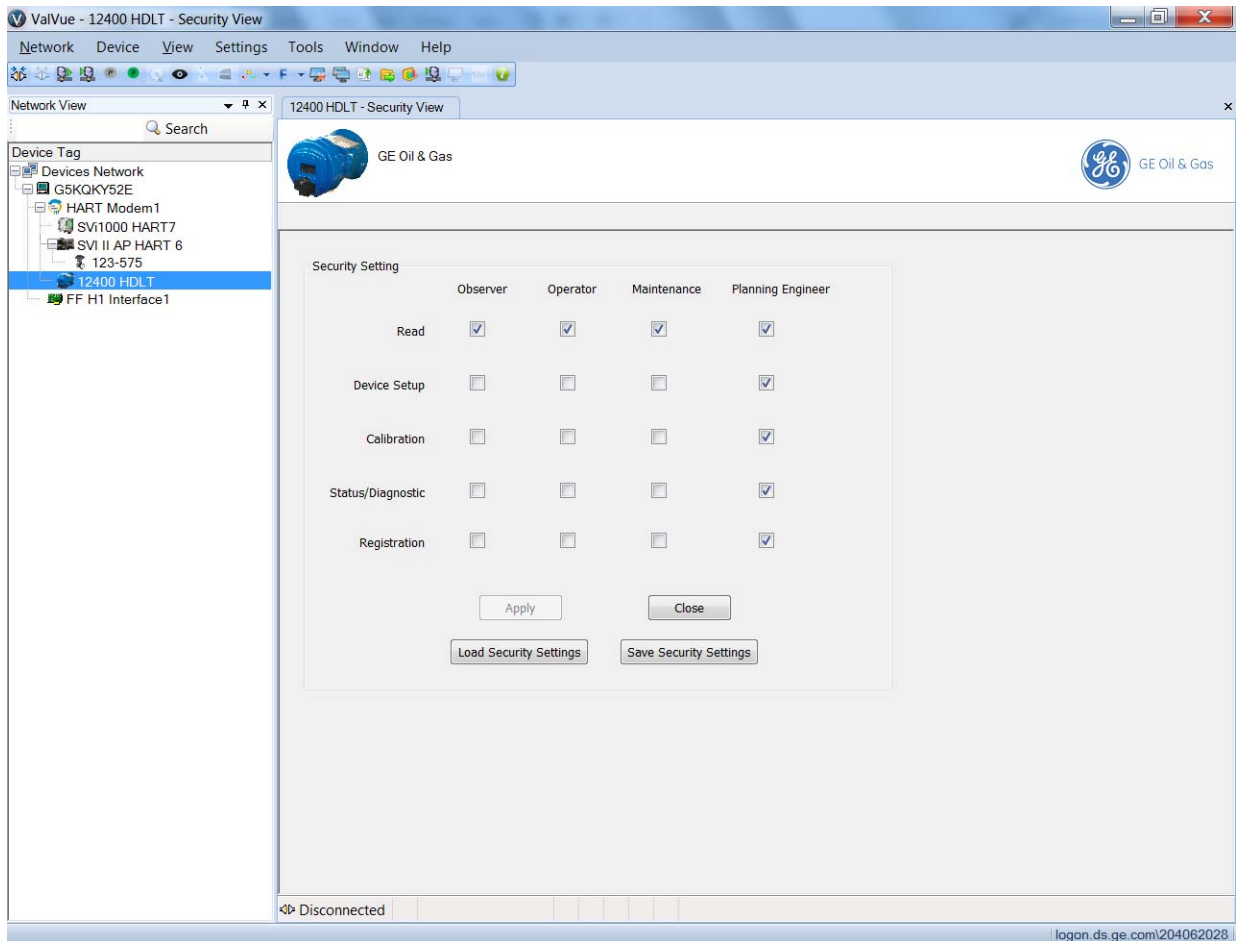 ValVue - 12400 HDLT - Security View
Network Device View Settings Tools Window Help
Network View
12400 HDLT - Security View
Search
Device Tag
Devices Network
G5KQKY52E
HART Modem1
SVi1000 HART7
SVI II AP HART 6
123-575
12400 HDLT
FF H1 Interface1
GE Oil & Gas
GE Oil & Gas
Security Setting
Observer Operator Maintenance Planning Engineer
Read
Device Setup
Calibration
Status/Diagnostic
Registration
Apply Close
Load Security Settings Save Security Settings
Disconnected
logon.ds.ge.com\204062028